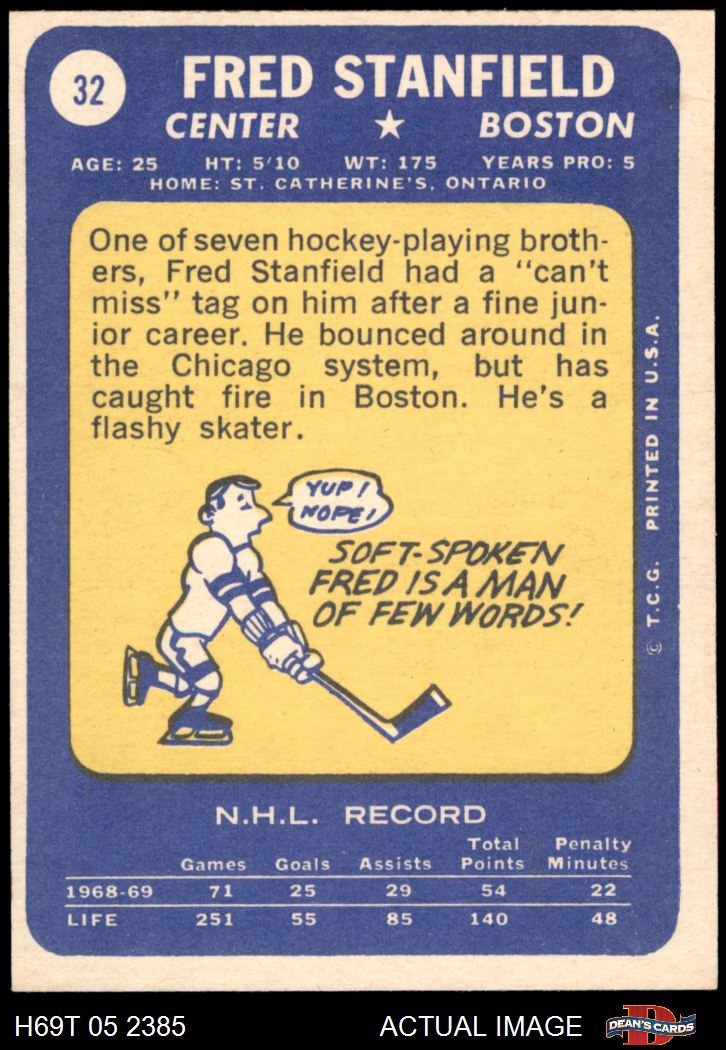 32
FRED STANFIELD
CENTER ★ BOSTON
AGE: 25 HT: 5'10 WT: 175 YEARS PRO: 5
HOME: ST. CATHERINE'S, ONTARIO
One of seven hockey-playing broth-
ers, Fred Stanfield had a "can't
miss" tag on him after a fine jun-
ior career. He bounced around in
the Chicago system, but has
caught fire in Boston. He's a
flashy skater.
YUP!
NOPE!
SOFT-SPOKEN
FRED IS A MAN
OF FEW WORDS!
© T.C.G. PRINTED IN U.S.A.
N.H.L. RECORD
Total Penalty
Games Goals Assists Points Minutes
1968-69 71 25 29 54 22
LIFE 251 55 85 140 48
H69T 05 2385 ACTUAL IMAGE
D
DEAN'S CARDS